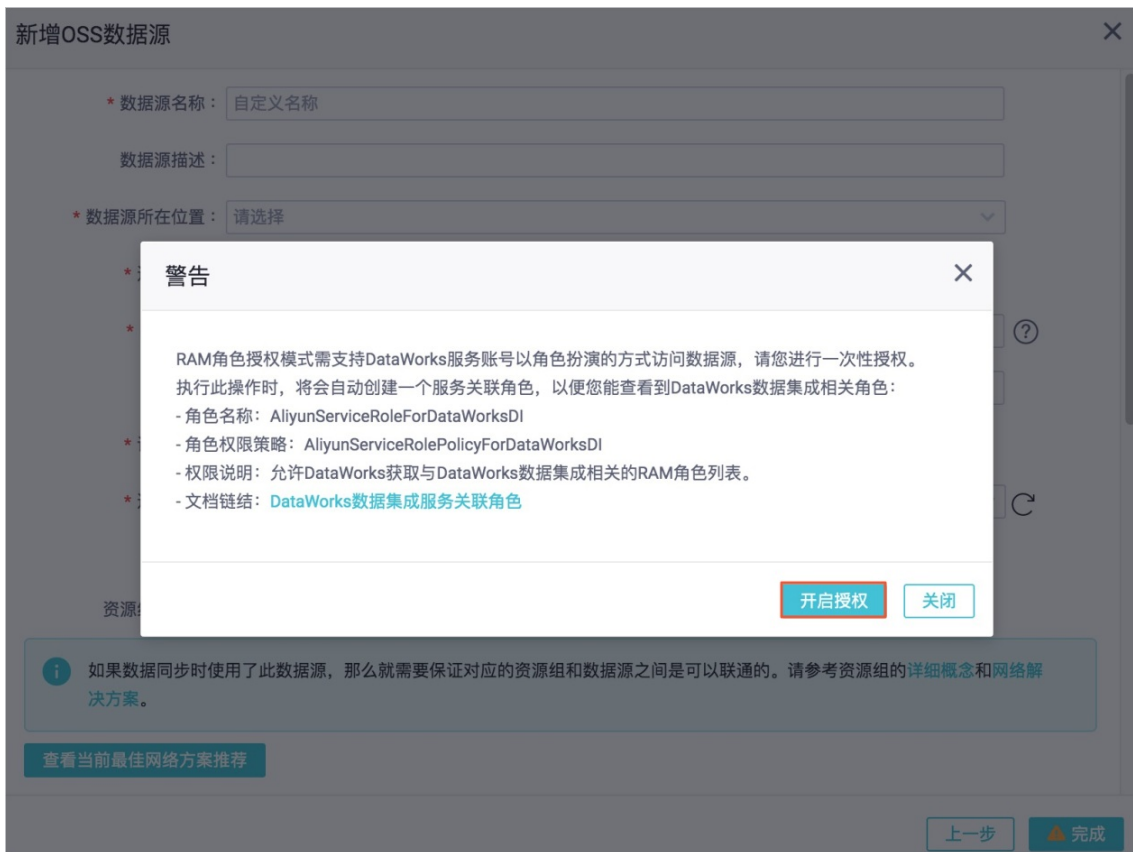 新增OSS数据源
* 数据源名称：自定义名称
数据源描述：
* 数据源所在位置：请选择
警告
RAM角色授权模式需支持DataWorks服务账号以角色扮演的方式访问数据源，请您进行一次性授权。
执行此操作时，将会自动创建一个服务关联角色，以便您能查看到DataWorks数据集成相关角色：
- 角色名称：AliyunServiceRoleForDataWorksDI
- 角色权限策略：AliyunServiceRolePolicyForDataWorksDI
- 权限说明：允许DataWorks获取与DataWorks数据集成相关的RAM角色列表。
- 文档链结：DataWorks数据集成服务关联角色
开启授权 关闭
资源
如果数据同步时使用了此数据源，那么就需要保证对应的资源组和数据源之间是可以联通的。请参考资源组的详细概念和网络解
决方案。
查看当前最佳网络方案推荐
上一步 完成